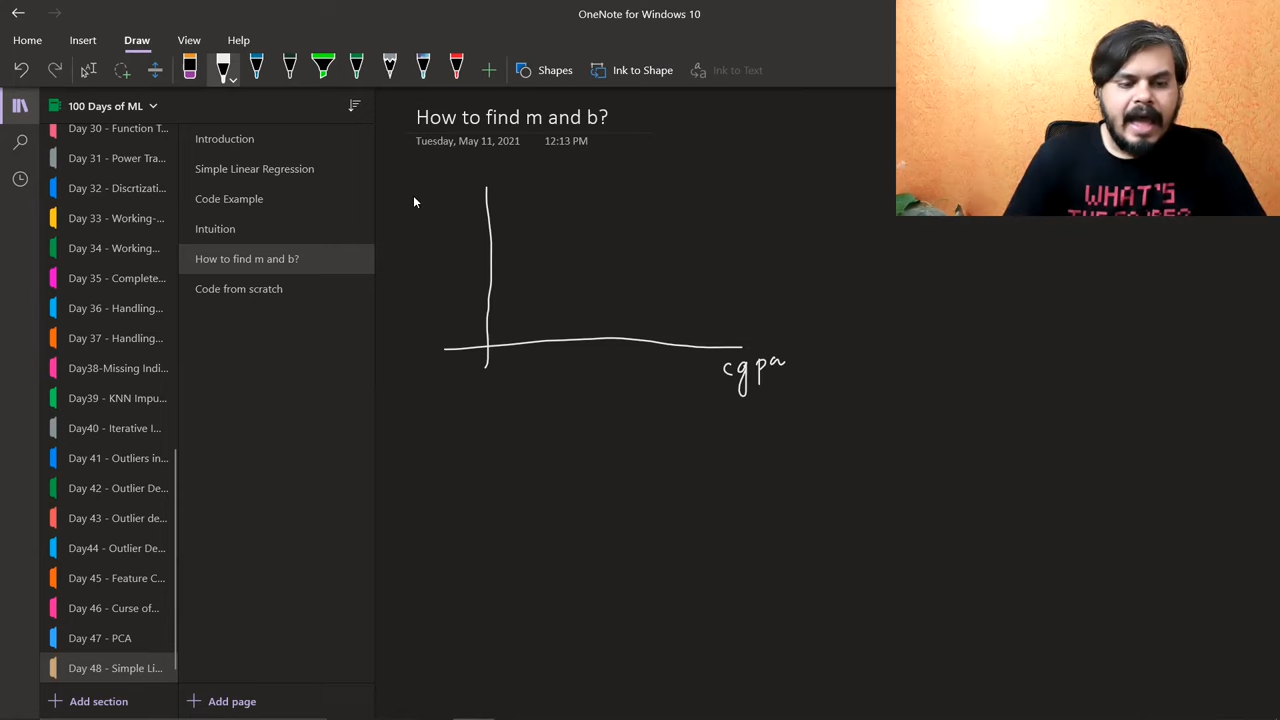 OneNote for Windows 10
Home Insert Draw View Help
Shapes Ink to Shape Ink to Text
100 Days of ML
Day 30 - Function T...
Day 31 - Power Tra...
Day 32 - Discrtizati...
Day 33 - Working-...
Day 34 - Working...
Day 35 - Complete...
Day 36 - Handling...
Day 37 - Handling...
Day38-Missing Indi...
Day39 - KNN Impu...
Day40 - Iterative I...
Day 41 - Outliers in...
Day 42 - Outlier De...
Day 43 - Outlier de...
Day44 - Outlier De...
Day 45 - Feature C...
Day 46 - Curse of...
Day 47 - PCA
Day 48 - Simple Li...
Add section
Introduction
Simple Linear Regression
Code Example
Intuition
How to find m and b?
Code from scratch
Add page
How to find m and b?
Tuesday, May 11, 2021 12:13 PM
cgpa
WHAT'S